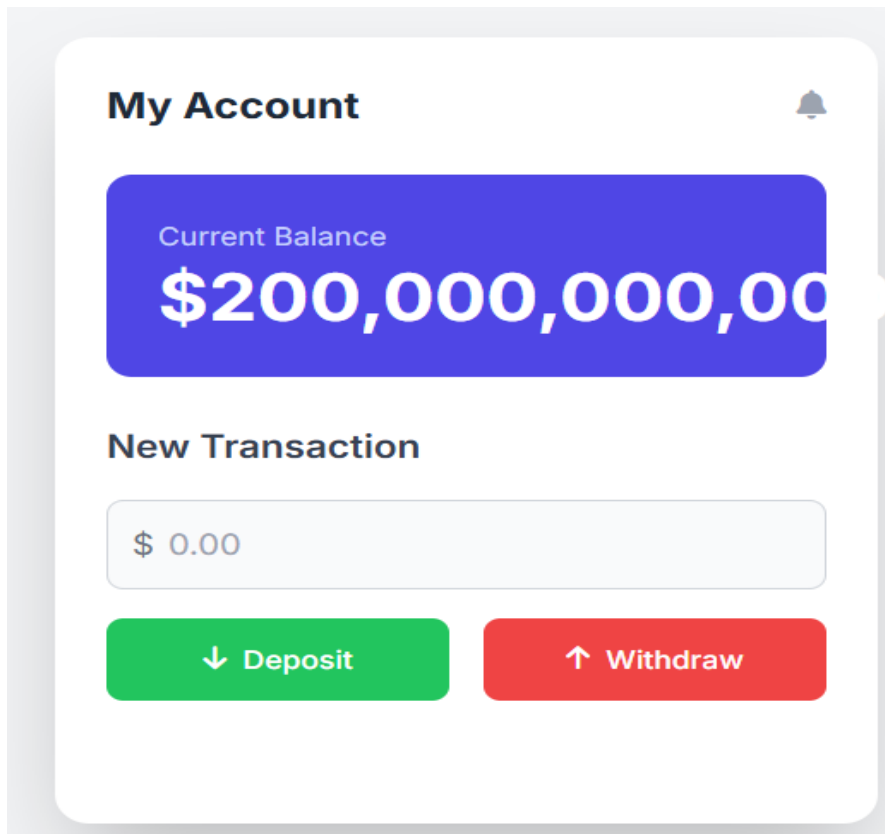 My Account
Current Balance
$200,000,000,00
New Transaction
$ 0.00
↓ Deposit
↑ Withdraw